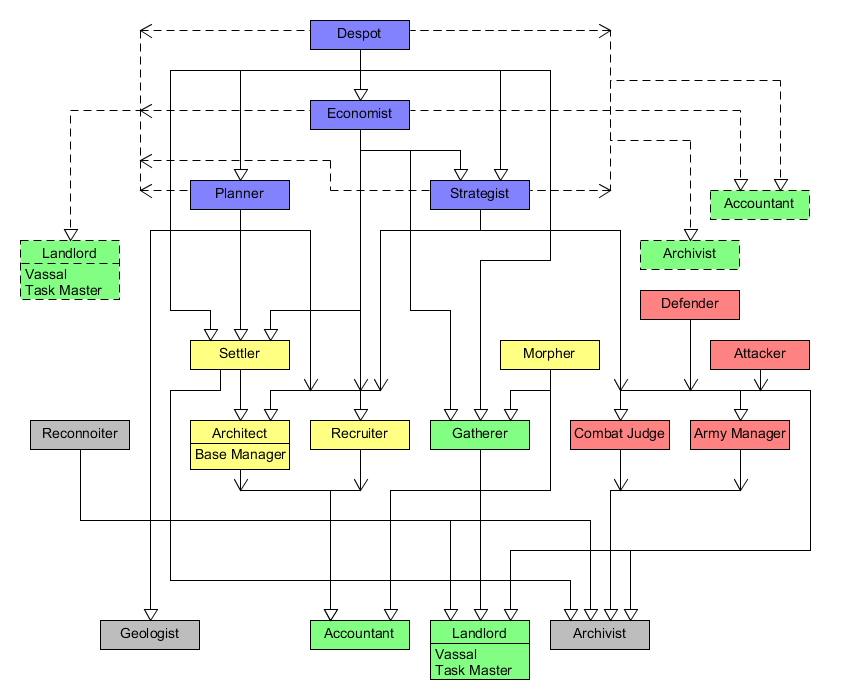 Despot
Economist
Planner
Strategist
Accountant
Landlord
Vassal
Task Master
Archivist
Defender
Settler
Morpher
Attacker
Reconnoiter
Architect
Base Manager
Recruiter
Gatherer
Combat Judge
Army Manager
Geologist
Accountant
Landlord
Vassal
Task Master
Archivist